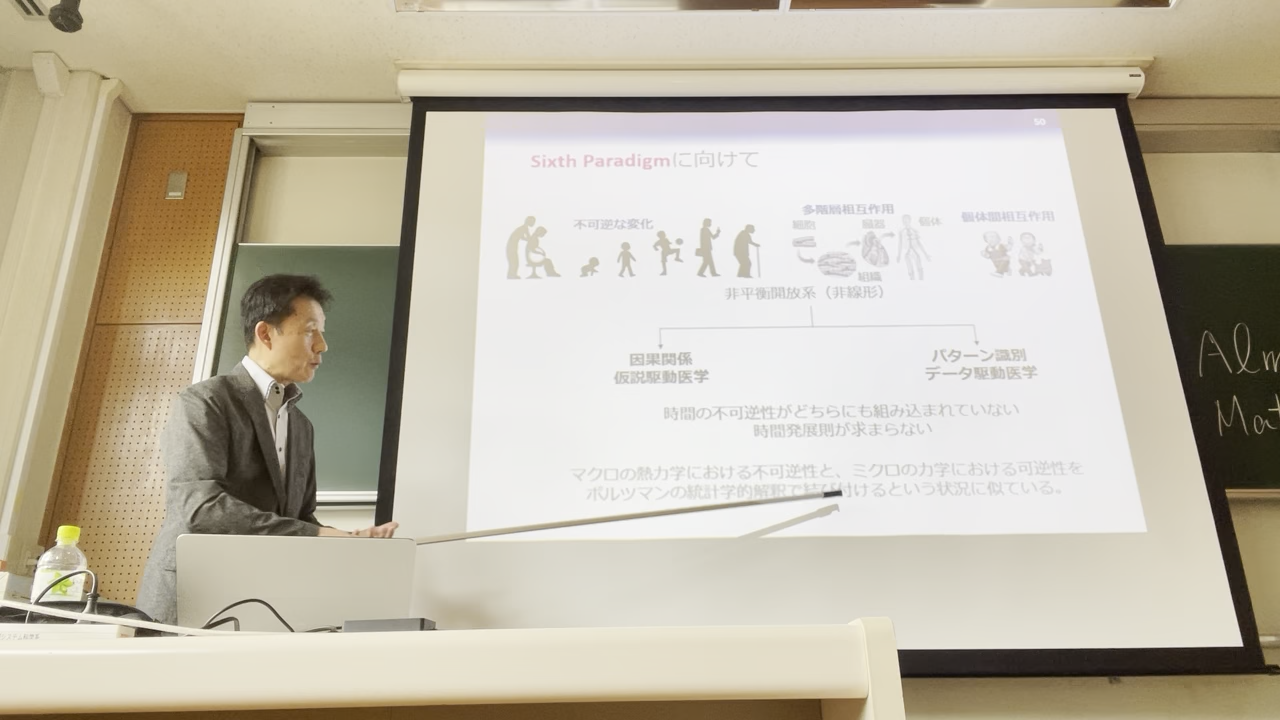 50
Sixth Paradigmに向けて
不可逆な変化
多階層相互作用
細胞
臓器
個体
組織
個体間相互作用
非平衡開放系（非線形）
因果関係
仮説駆動医学
パターン識別
データ駆動医学
時間の不可逆性がどちらにも組み込まれていない
時間発展則が求まらない
マクロの熱力学における不可逆性と、ミクロの力学における可逆性を
ボルツマンの統計学的解釈で結び付けるという状況に似ている。
Alm
Mat